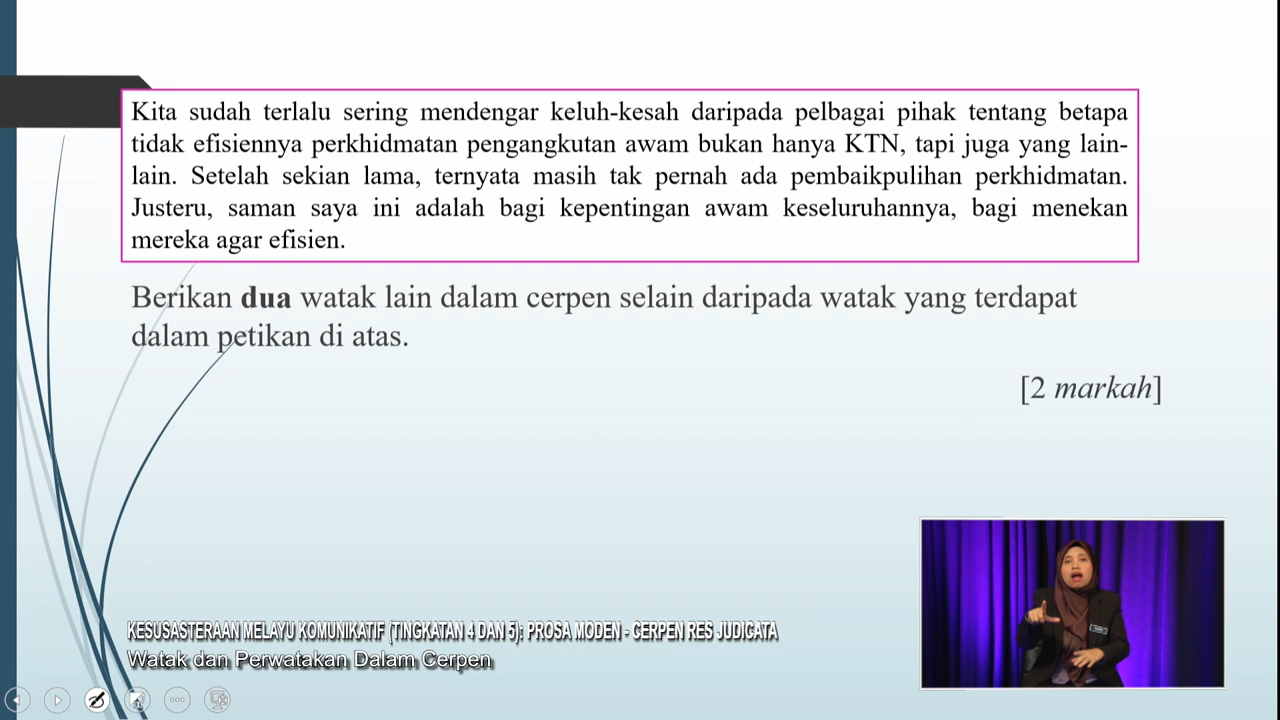 Kita sudah terlalu sering mendengar keluh-kesah daripada pelbagai pihak tentang betapa
tidak efisiennya perkhidmatan pengangkutan awam bukan hanya KTN, tapi juga yang lain-
lain. Setelah sekian lama, ternyata masih tak pernah ada pembaikpulihan perkhidmatan.
Justeru, saman saya ini adalah bagi kepentingan awam keseluruhannya, bagi menekan
mereka agar efisien.
Berikan dua watak lain dalam cerpen selain daripada watak yang terdapat
dalam petikan di atas.
[2 markah]
KESUSASTERAAN MELAYU KOMUNIKATIF (TINGKATAN 4 DAN 5): PROSA MODEN - CERPEN RES JUDICATA
Watak dan Perwatakan Dalam Cerpen